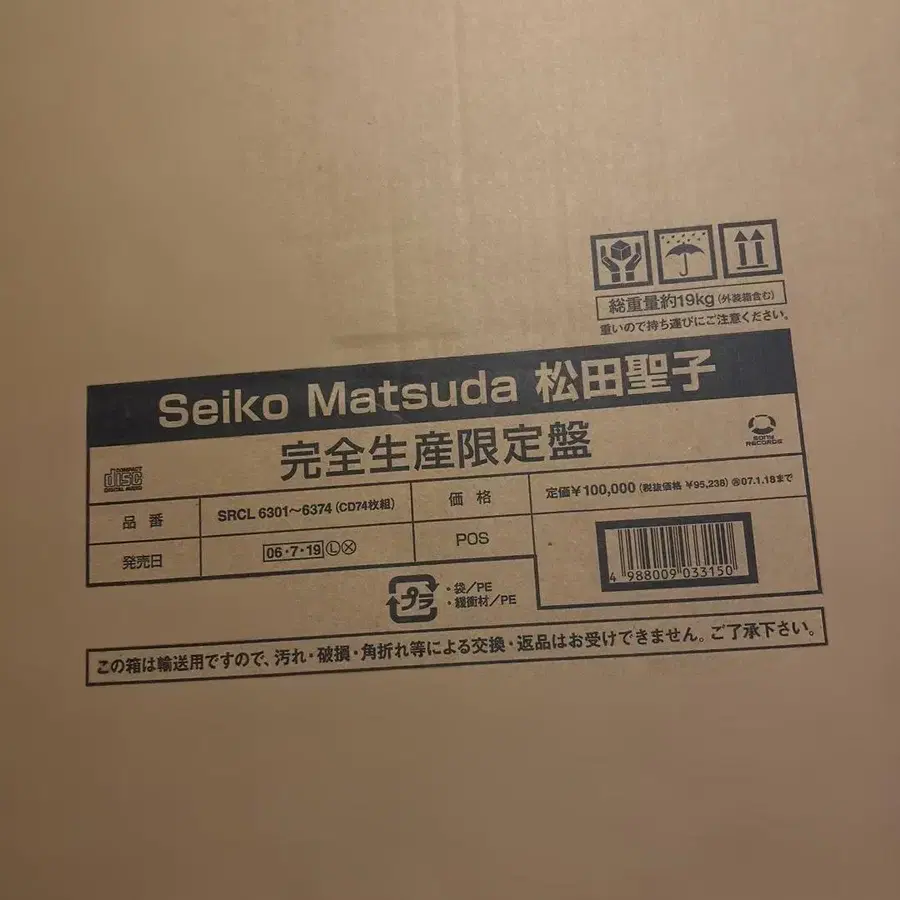 総重量約19kg (外装箱含む)
重いので持ち運びにご注意ください。
Seiko Matsuda 松田聖子
完全生産限定盤
COMPACT
disc
DIGITAL AUDIO
SONY
RECORDS
品番
SRCL 6301〜6374 (CD74枚組)
価格
定価¥100,000 (税抜価格 ¥95,238) 再07.1.18まで
発売日
06・7・19 Ⓛ Ⓧ
POS
4 988009 033150
プラ
・袋/PE
・緩衝材/PE
この箱は輸送用ですので、汚れ・破損・角折れ等による交換・返品はお受けできません。ご了承下さい。